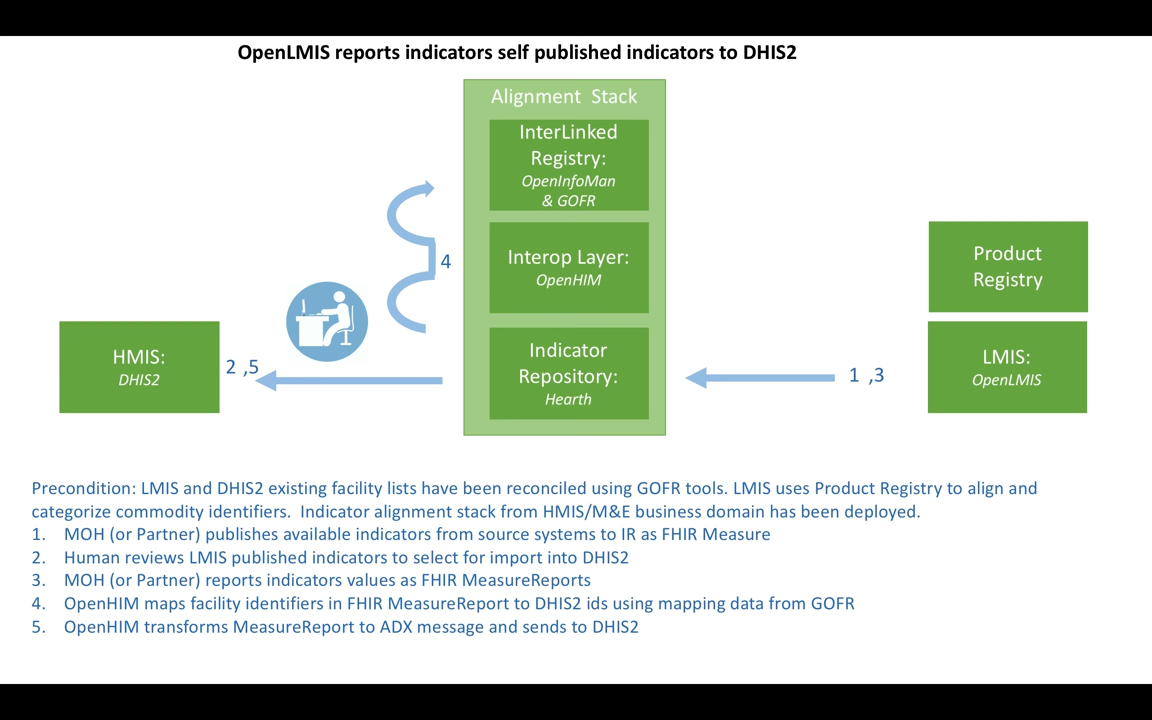 OpenLMIS reports indicators self published indicators to DHIS2
Alignment Stack
InterLinked
Registry:
OpenInfoMan
& GOFR
Interop Layer:
OpenHIM
Indicator
Repository:
Hearth
4
HMIS:
DHIS2
2 ,5
1 ,3
Product
Registry
LMIS:
OpenLMIS
Precondition: LMIS and DHIS2 existing facility lists have been reconciled using GOFR tools. LMIS uses Product Registry to align and
categorize commodity identifiers. Indicator alignment stack from HMIS/M&E business domain has been deployed.
1. MOH (or Partner) publishes available indicators from source systems to IR as FHIR Measure
2. Human reviews LMIS published indicators to select for import into DHIS2
3. MOH (or Partner) reports indicators values as FHIR MeasureReports
4. OpenHIM maps facility identifiers in FHIR MeasureReport to DHIS2 ids using mapping data from GOFR
5. OpenHIM transforms MeasureReport to ADX message and sends to DHIS2